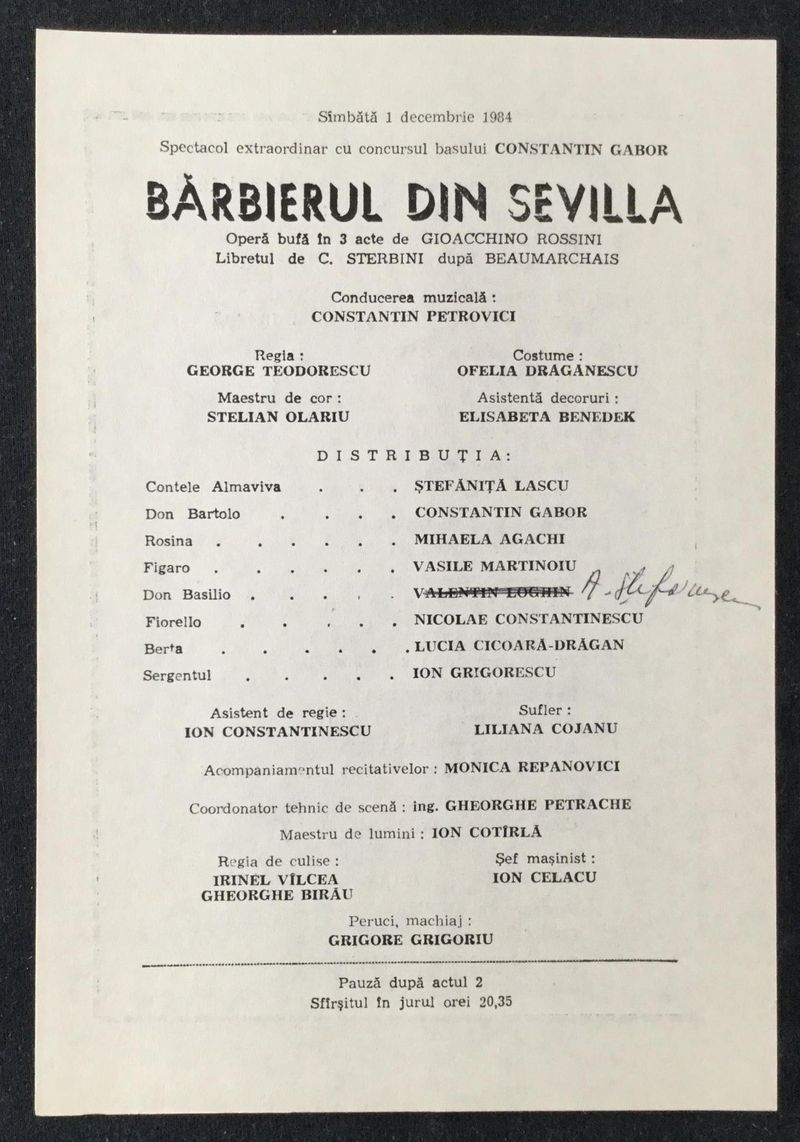 Sîmbătă 1 decembrie 1984
Spectacol extraordinar cu concursul basului CONSTANTIN GABOR
BĂRBIERUL DIN SEVILLA
Operă bufă în 3 acte de GIOACCHINO ROSSINI
Libretul de C. STERBINI după BEAUMARCHAIS
Conducerea muzicală :
CONSTANTIN PETROVICI
Regia :
GEORGE TEODORESCU
Costume :
OFELIA DRĂGĂNESCU
Maestru de cor :
STELIAN OLARIU
Asistentă decoruri :
ELISABETA BENEDEK
DISTRIBUȚIA:
Contele Almaviva . . . ȘTEFĂNIȚĂ LASCU
Don Bartolo . . . . CONSTANTIN GABOR
Rosina . . . . . . MIHAELA AGACHI
Figaro . . . . . . VASILE MARTINOIU
Don Basilio . . . . . VALENTIN LOGHIN A. Ștefănescu
Fiorello . . . . . NICOLAE CONSTANTINESCU
Berta . . . . . . LUCIA CICOARĂ-DRĂGAN
Sergentul . . . . . ION GRIGORESCU
Asistent de regie :
ION CONSTANTINESCU
Sufler :
LILIANA COJANU
Acompaniamentul recitativelor : MONICA REPANOVICI
Coordonator tehnic de scenă : ing. GHEORGHE PETRACHE
Maestru de lumini : ION COTÎRLĂ
Regia de culise :
IRINEL VÎLCEA
GHEORGHE BIRĂU
Șef mașinist :
ION CELACU
Peruci, machiaj :
GRIGORE GRIGORIU
Pauză după actul 2
Sfîrșitul în jurul orei 20,35